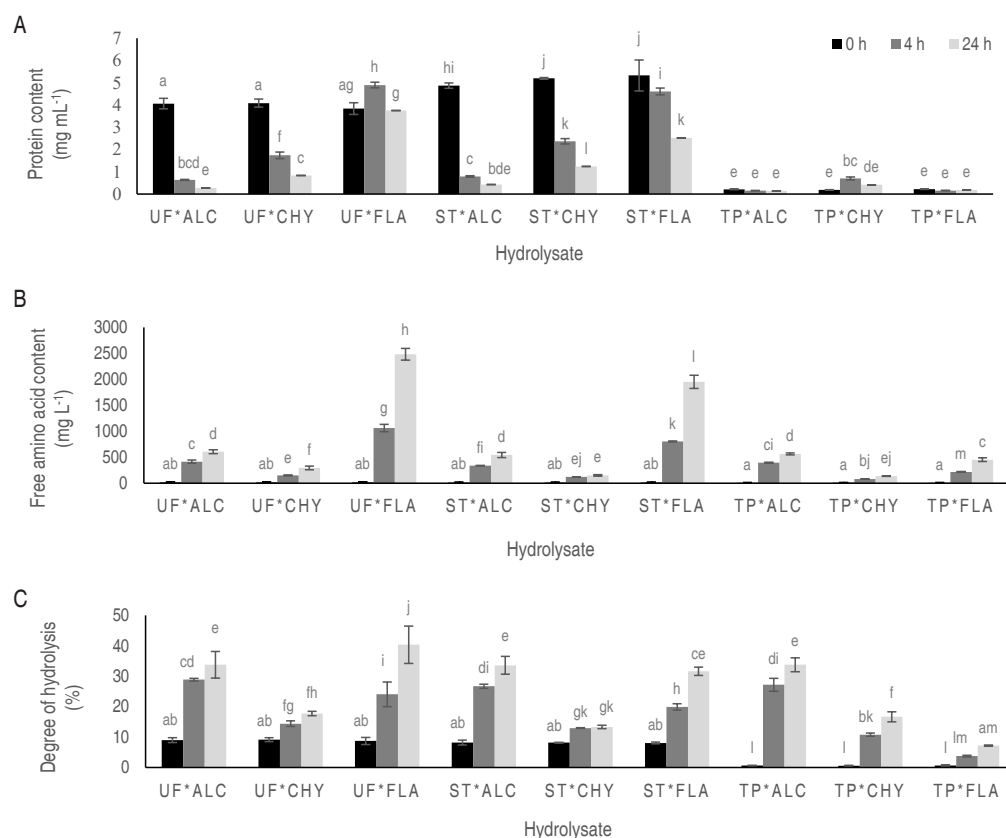 A
0 h 4 h 24 h
Protein content
(mg mL-1)
7
6
5
4
3
2
1
0
a bcd e a f c ag h g hi c bde j k l j i k e e e e bc de e e e
UF*ALC UF*CHY UF*FLA ST*ALC ST*CHY ST*FLA TP*ALC TP*CHY TP*FLA
Hydrolysate
B
Free amino acid content
(mg L-1)
3000
2500
2000
1500
1000
500
0
ab c d ab e f ab g h ab fi d ab ej ej ab k l a ci d a bj ej a m c
UF*ALC UF*CHY UF*FLA ST*ALC ST*CHY ST*FLA TP*ALC TP*CHY TP*FLA
Hydrolysate
C
Degree of hydrolysis
(%)
50
40
30
20
10
0
ab cd e ab fg fh ab i j ab di e ab gk gk ab h ce l di e l bk f l lm am
UF*ALC UF*CHY UF*FLA ST*ALC ST*CHY ST*FLA TP*ALC TP*CHY TP*FLA
Hydrolysate